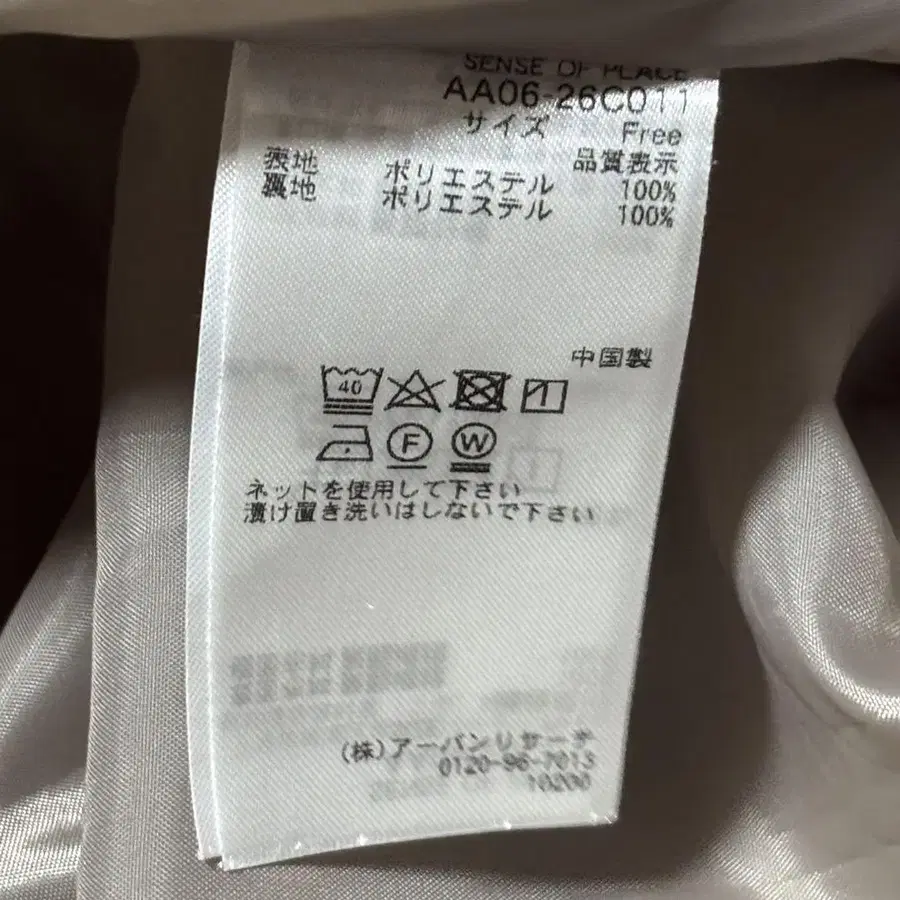 SENSE OF PLACE
AA06-26C011
サイズ Free
品質表示
表地 ポリエステル 100%
裏地 ポリエステル 100%
中国製
40
F W
ネットを使用して下さい
漬け置き洗いはしないで下さい
(株)アーバンリサーチ
0120-96-7013
10200